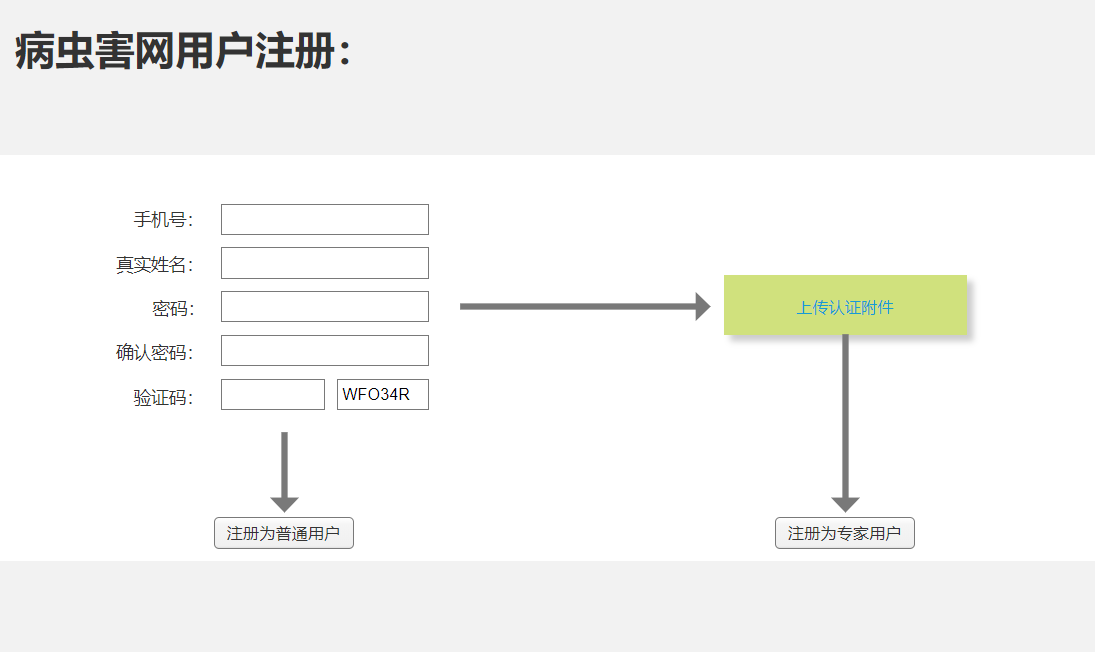 病虫害网用户注册：
手机号：
真实姓名：
密码：
上传认证附件
确认密码：
验证码： WFO34R
注册为普通用户 注册为专家用户